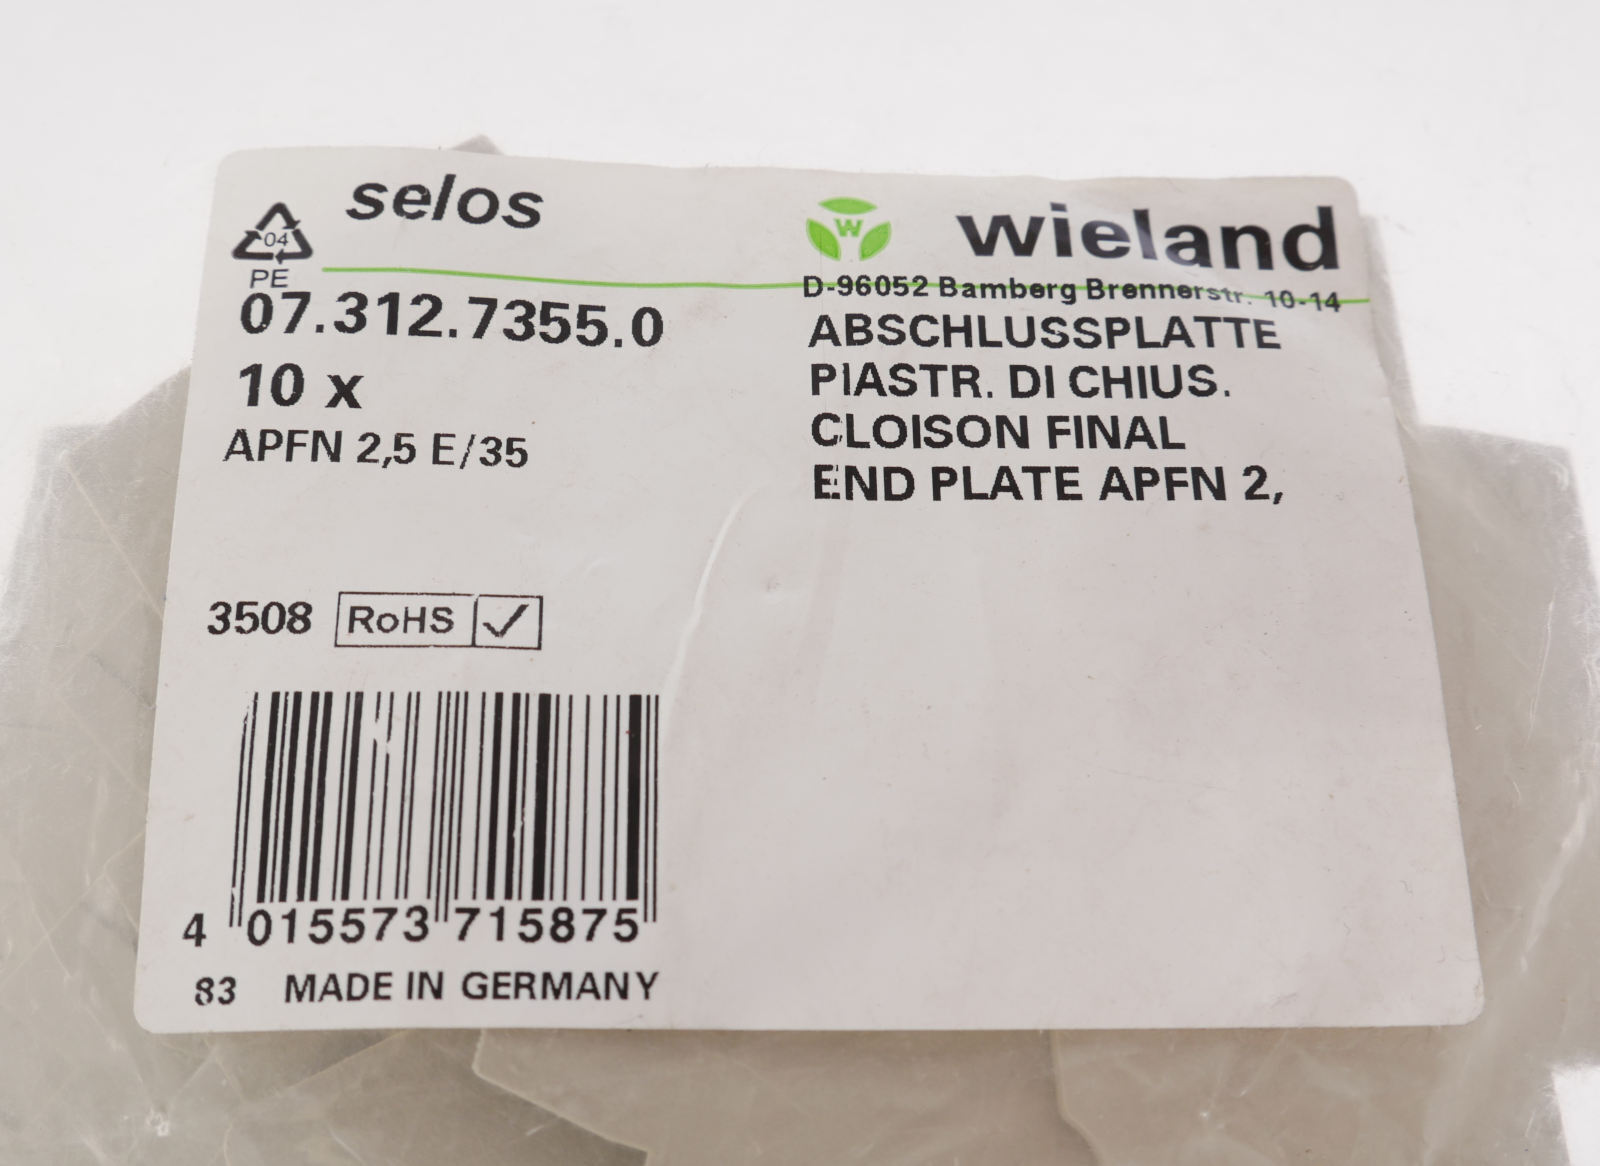 selos
wieland
W
04
PE
D-96052 Bamberg Brennerstr. 10-14
07.312.7355.0
10 x
APFN 2,5 E/35
ABSCHLUSSPLATTE
PIASTR. DI CHIUS.
CLOISON FINAL
END PLATE APFN 2,
3508 RoHS ✓
4 015573 715875
83 MADE IN GERMANY